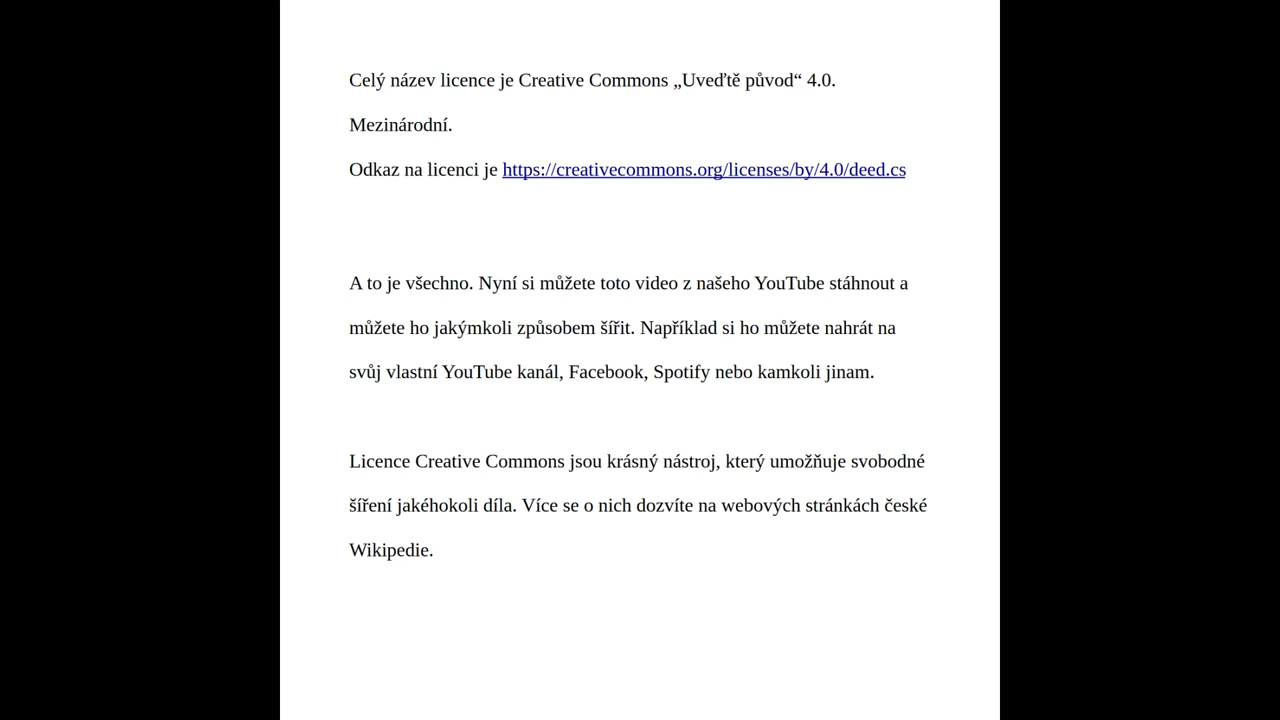 Celý název licence je Creative Commons „Uveďtě původ“ 4.0.
Mezinárodní.
Odkaz na licenci je https://creativecommons.org/licenses/by/4.0/deed.cs
A to je všechno. Nyní si můžete toto video z našeho YouTube stáhnout a
můžete ho jakýmkoli způsobem šířit. Například si ho můžete nahrát na
svůj vlastní YouTube kanál, Facebook, Spotify nebo kamkoli jinam.
Licence Creative Commons jsou krásný nástroj, který umožňuje svobodné
šíření jakéhokoli díla. Více se o nich dozvíte na webových stránkách české
Wikipedie.